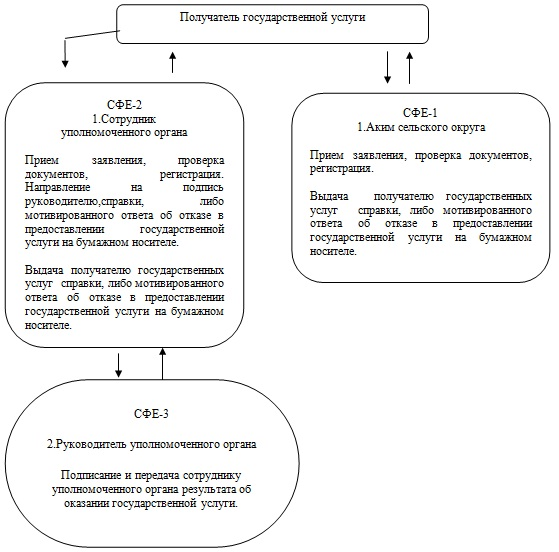 Получатель государственной услуги
СФЕ-2
1.Сотрудник
уполномоченного органа
Прием заявления, проверка
документов, регистрация.
Направление на подпись
руководителю,справки, либо
мотивированного ответа об отказе в
предоставлении государственной
услуги на бумажном носителе.
Выдача получателю государственных
услуг справки, либо мотивированного
ответа об отказе в предоставлении
государственной услуги на бумажном
носителе.
СФЕ-1
1.Аким сельского округа
Прием заявления, проверка документов,
регистрация.
Выдача получателю государственных
услуг справки, либо мотивированного
ответа об отказе в предоставлении
государственной услуги на бумажном
носителе.
СФЕ-3
2.Руководитель уполномоченного органа
Подписание и передача сотруднику
уполномоченного органа результата об
оказании государственной услуги.